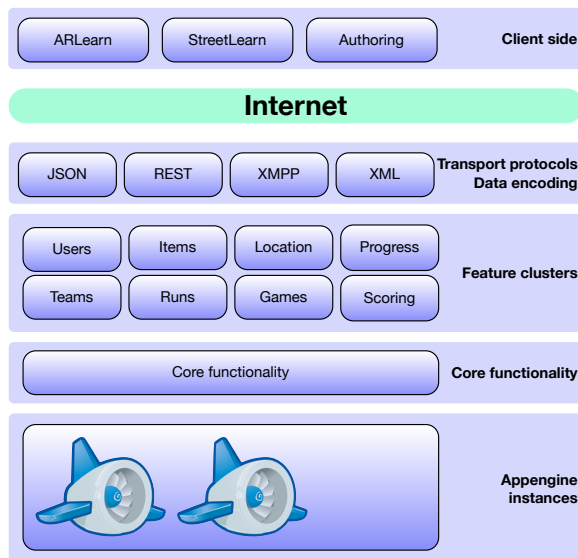 ARLearn
StreetLearn
Authoring
Client side
Internet
JSON
REST
XMPP
XML
Transport protocols
Data encoding
Users
Items
Location
Progress
Teams
Runs
Games
Scoring
Feature clusters
Core functionality
Core functionality
Appengine
instances